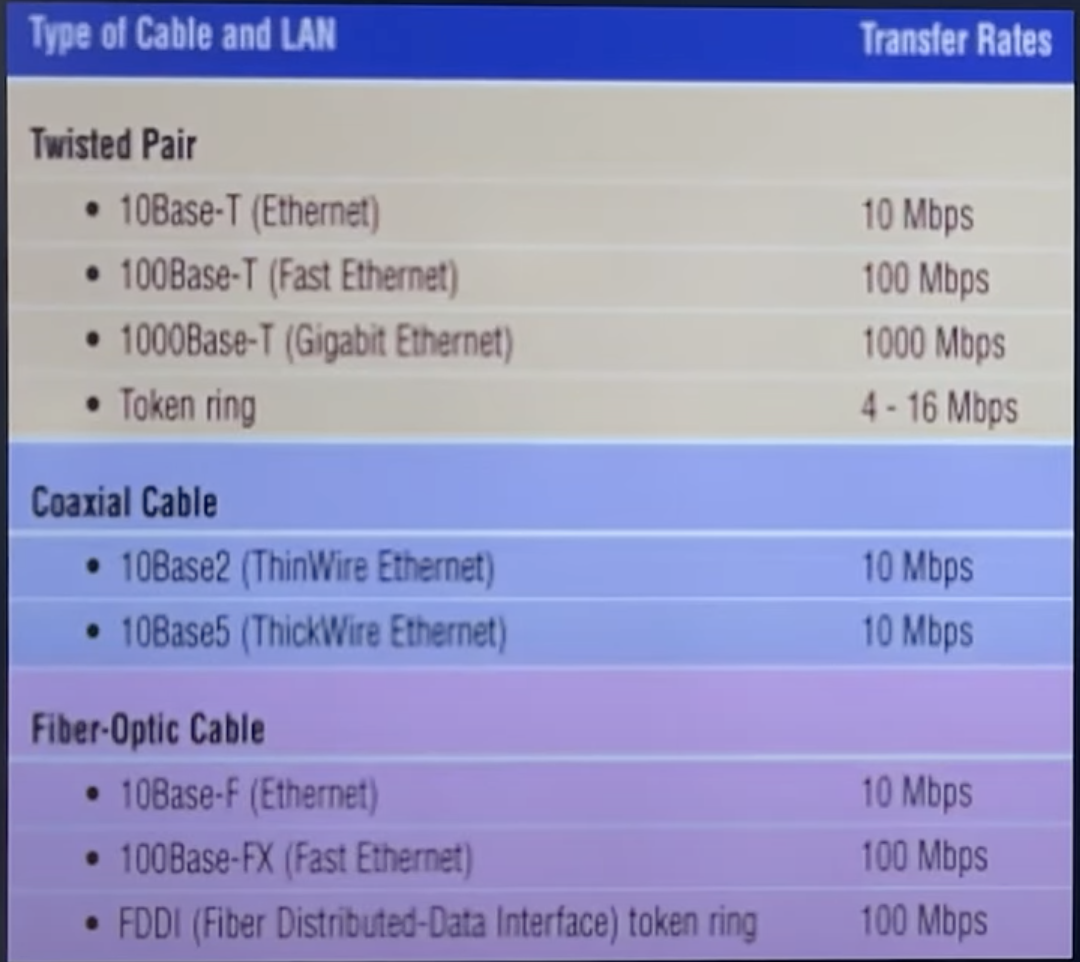 Type of Cable and LAN Transfer Rates
Twisted Pair
• 10Base-T (Ethernet) 10 Mbps
• 100Base-T (Fast Ethernet) 100 Mbps
• 1000Base-T (Gigabit Ethernet) 1000 Mbps
• Token ring 4 - 16 Mbps
Coaxial Cable
• 10Base2 (ThinWire Ethernet) 10 Mbps
• 10Base5 (ThickWire Ethernet) 10 Mbps
Fiber-Optic Cable
• 10Base-F (Ethernet) 10 Mbps
• 100Base-FX (Fast Ethernet) 100 Mbps
• FDDI (Fiber Distributed-Data Interface) token ring 100 Mbps